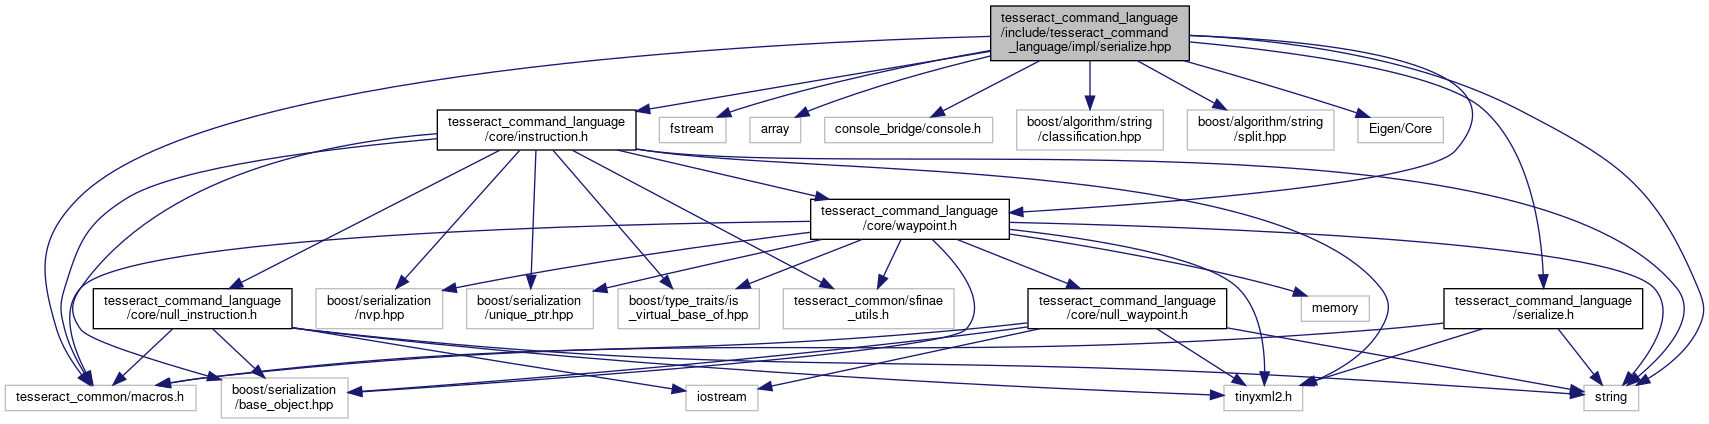 tesseract_command_language
/include/tesseract_command
_language/impl/serialize.hpp
tesseract_command_language
/core/instruction.h
fstream
array
console_bridge/console.h
boost/algorithm/string
/classification.hpp
boost/algorithm/string
/split.hpp
Eigen/Core
tesseract_command_language
/core/waypoint.h
tesseract_command_language
/core/null_instruction.h
boost/serialization
/nvp.hpp
boost/serialization
/unique_ptr.hpp
boost/type_traits/is
_virtual_base_of.hpp
tesseract_common/sfinae
_utils.h
tesseract_command_language
/core/null_waypoint.h
memory
tesseract_command_language
/serialize.h
tesseract_common/macros.h
boost/serialization
/base_object.hpp
iostream
tinyxml2.h
string